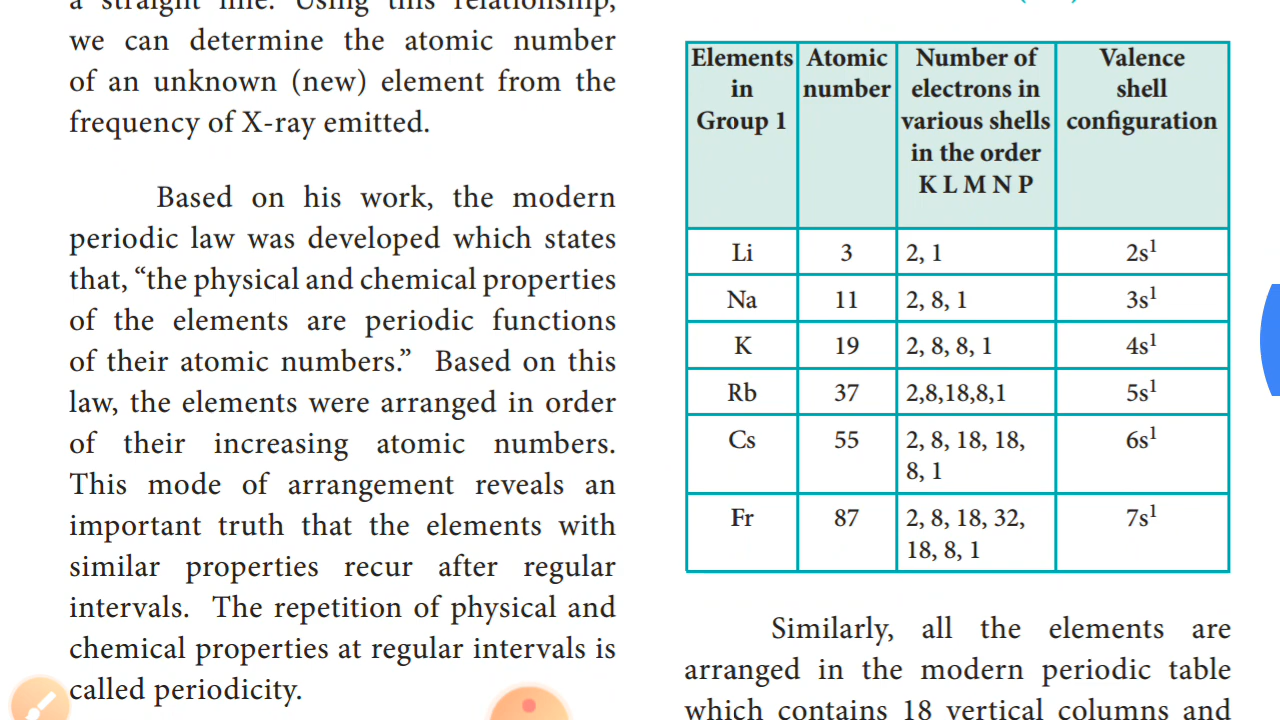 a straight line. Using this relationship,
we can determine the atomic number
of an unknown (new) element from the
frequency of X-ray emitted.
Based on his work, the modern
periodic law was developed which states
that, “the physical and chemical properties
of the elements are periodic functions
of their atomic numbers.” Based on this
law, the elements were arranged in order
of their increasing atomic numbers.
This mode of arrangement reveals an
important truth that the elements with
similar properties recur after regular
intervals. The repetition of physical and
chemical properties at regular intervals is
called periodicity.
Elements in Group 1 | Atomic number | Number of electrons in various shells in the order K L M N P | Valence shell configuration
Li 3 2, 1 2s¹
Na 11 2, 8, 1 3s¹
K 19 2, 8, 8, 1 4s¹
Rb 37 2,8,18,8,1 5s¹
Cs 55 2, 8, 18, 18, 6s¹
8, 1
Fr 87 2, 8, 18, 32, 7s¹
18, 8, 1
Similarly, all the elements are
arranged in the modern periodic table
which contains 18 vertical columns and